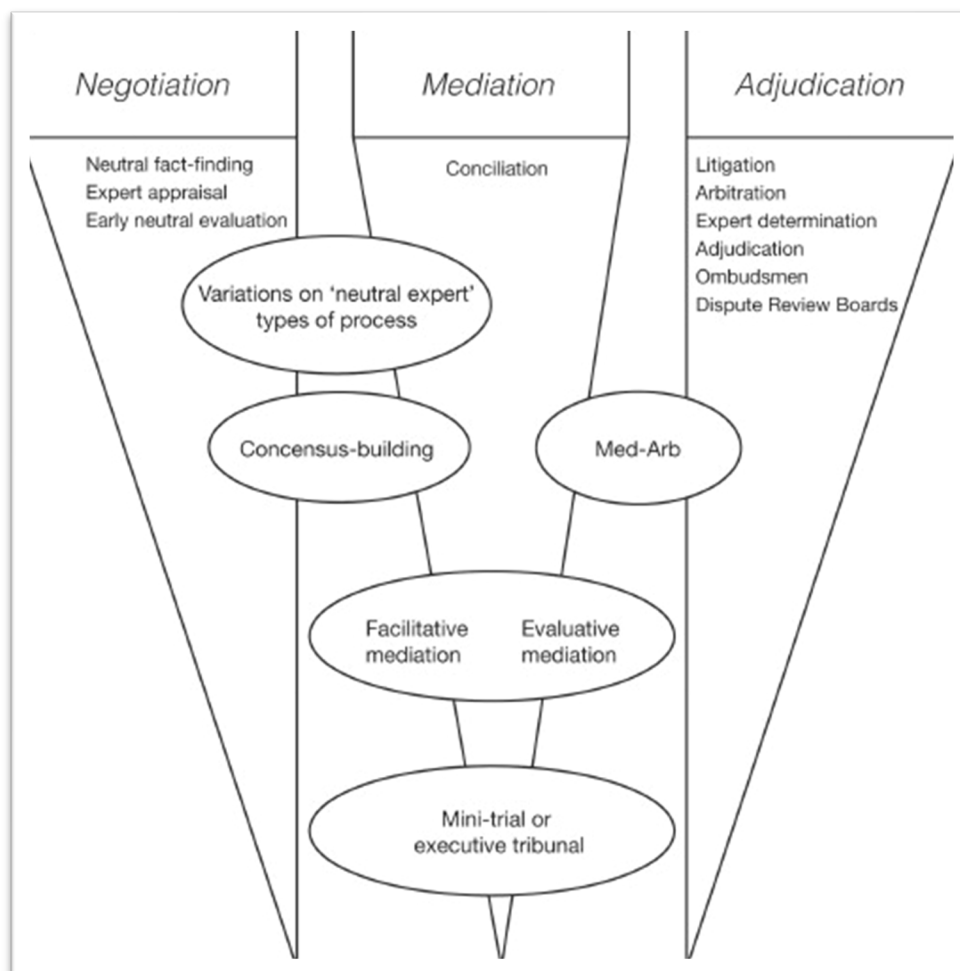 Negotiation
Mediation
Adjudication
Neutral fact-finding
Expert appraisal
Early neutral evaluation
Conciliation
Litigation
Arbitration
Expert determination
Adjudication
Ombudsmen
Dispute Review Boards
Variations on ‘neutral expert’
types of process
Concensus-building
Med-Arb
Facilitative
mediation
Evaluative
mediation
Mini-trial or
executive tribunal